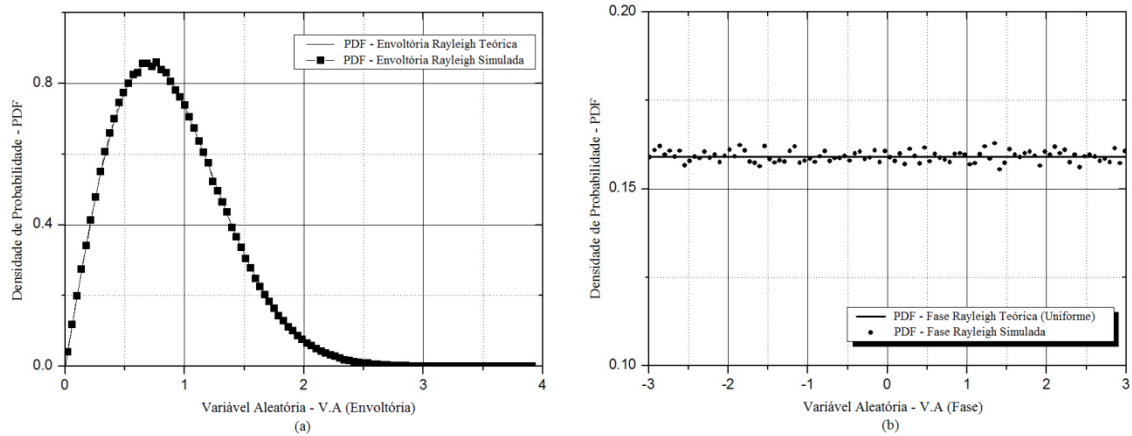 PDF - Envoltória Rayleigh Teórica
PDF - Envoltória Rayleigh Simulada
Densidade de Probabilidade - PDF
0.8
0.4
0.0
0
1
2
3
4
Variável Aleatória - V.A (Envoltória)
(a)
0.20
0.15
0.10
Densidade de Probabilidade - PDF
PDF - Fase Rayleigh Teórica (Uniforme)
PDF - Fase Rayleigh Simulada
-3
-2
-1
0
1
2
3
Variável Aleatória - V.A (Fase)
(b)